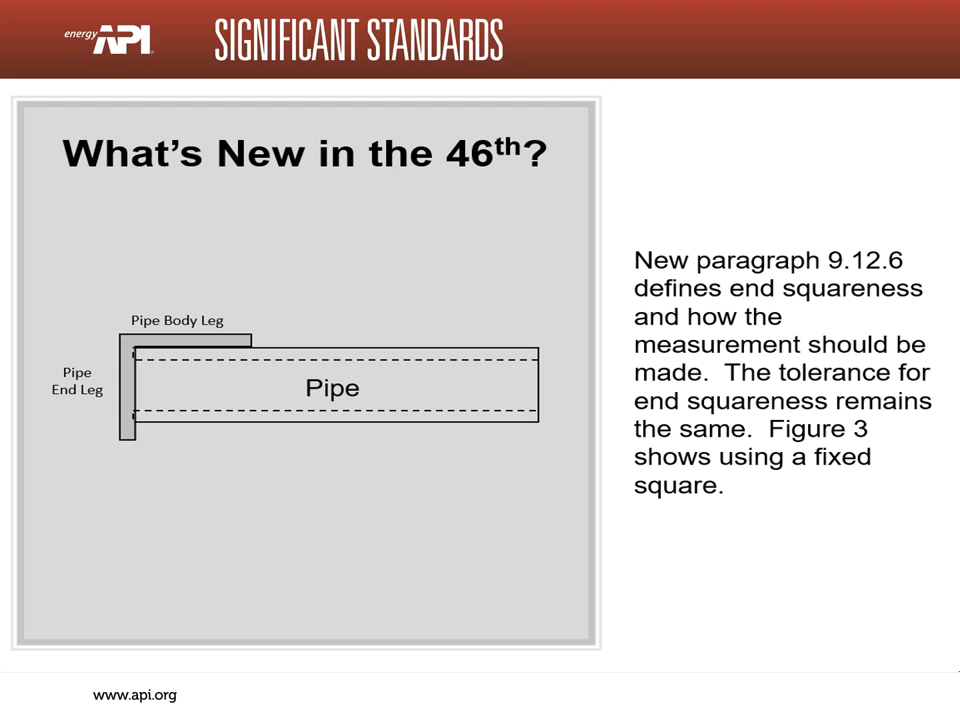 energy API
SIGNIFICANT STANDARDS
What's New in the 46th?
Pipe Body Leg
Pipe
End Leg
Pipe
New paragraph 9.12.6
defines end squareness
and how the
measurement should be
made.  The tolerance for
end squareness remains
the same.  Figure 3
shows using a fixed
square.
www.api.org